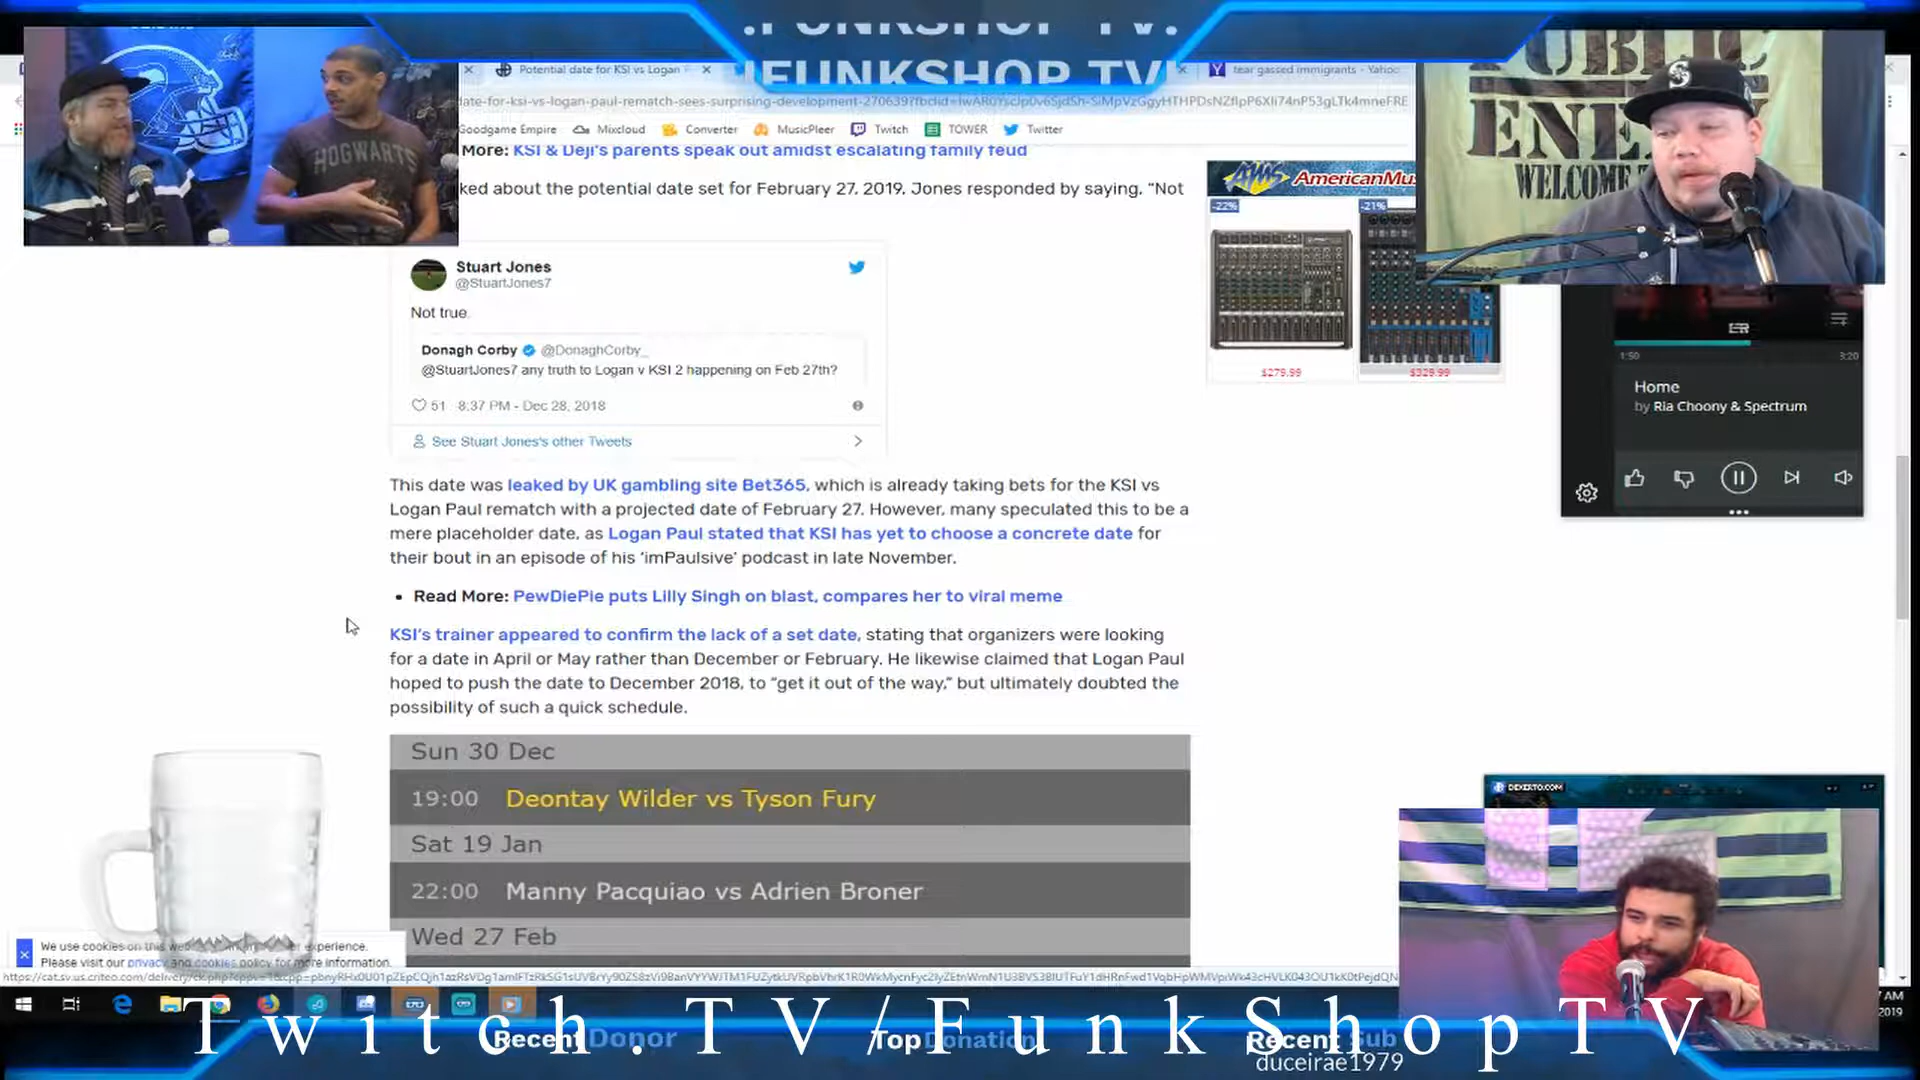 .FUNKSHOP TV.
!FUNKSHOP TV!
Potential date for KSI vs Logan
tear gassed immigrants - Yahoo
Goodgame Empire
Mixcloud
Converter
MusicPleer
Twitch
TOWER
Twitter
More: KSI & Deji's parents speak out amidst escalating family feud
ked about the potential date set for February 27, 2019, Jones responded by saying, “Not
Stuart Jones
@StuartJones7
Not true.
Donagh Corby @DonaghCorby_
@StuartJones7 any truth to Logan v KSI 2 happening on Feb 27th?
51 8:37 PM - Dec 28, 2018
See Stuart Jones's other Tweets
This date was leaked by UK gambling site Bet365, which is already taking bets for the KSI vs
Logan Paul rematch with a projected date of February 27. However, many speculated this to be a
mere placeholder date, as Logan Paul stated that KSI has yet to choose a concrete date for
their bout in an episode of his ‘imPaulsive’ podcast in late November.
• Read More: PewDiePie puts Lilly Singh on blast, compares her to viral meme
KSI’s trainer appeared to confirm the lack of a set date, stating that organizers were looking
for a date in April or May rather than December or February. He likewise claimed that Logan Paul
hoped to push the date to December 2018, to “get it out of the way,” but ultimately doubted the
possibility of such a quick schedule.
Sun 30 Dec
19:00 Deontay Wilder vs Tyson Fury
Sat 19 Jan
22:00 Manny Pacquiao vs Adrien Broner
Wed 27 Feb
HOGWARTS
AMS AmericanMus
-22%
-21%
$279.99
$329.99
PUBLIC
ENE
WELCOME
S
1:50
3:20
Home
by Ria Choony & Spectrum
DEXERTO.COM
We use cookies on this experience.
Please visit our privacy and cookies policy for more information.
AM
2019
Twitch.TV/FunkShopTV
Recent Donor
Top Donation
Recent Sub
duceirae1979